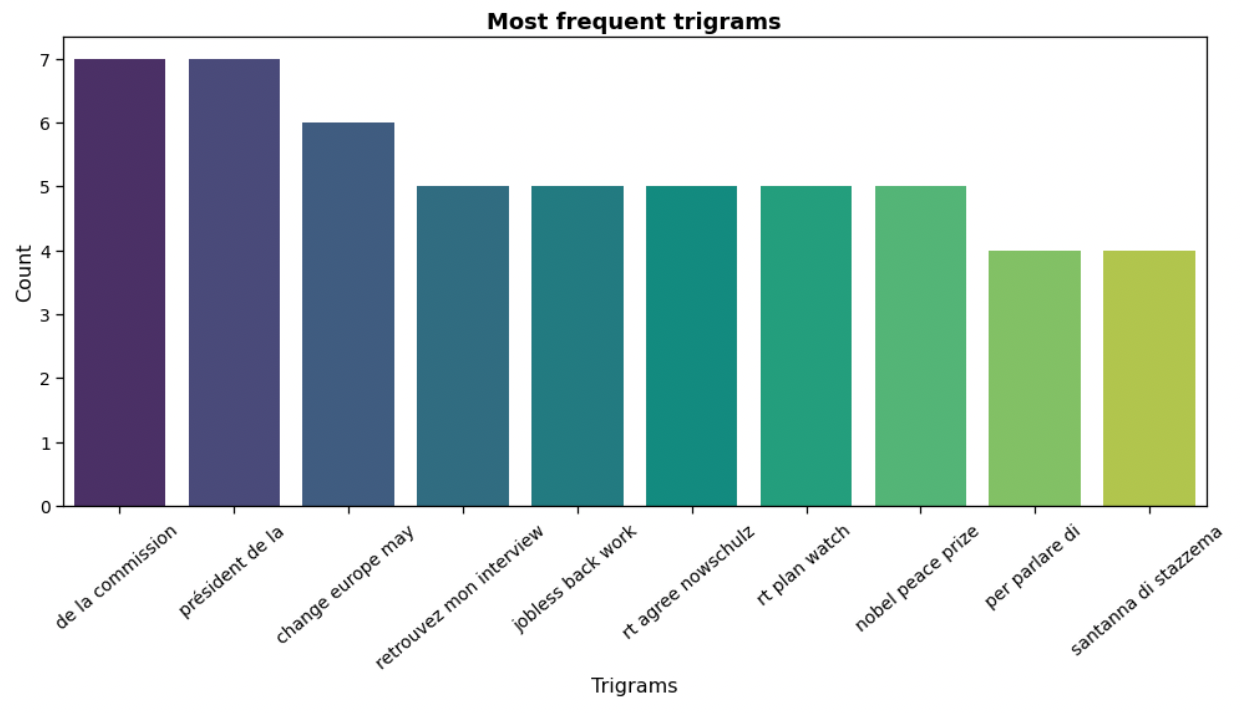 Most frequent trigrams
Count
7
6
5
4
3
2
1
0
de la commission
président de la
change europe may
retrouvez mon interview
jobless back work
rt agree nowschulz
rt plan watch
nobel peace prize
per parlare di
santanna di stazzema
Trigrams